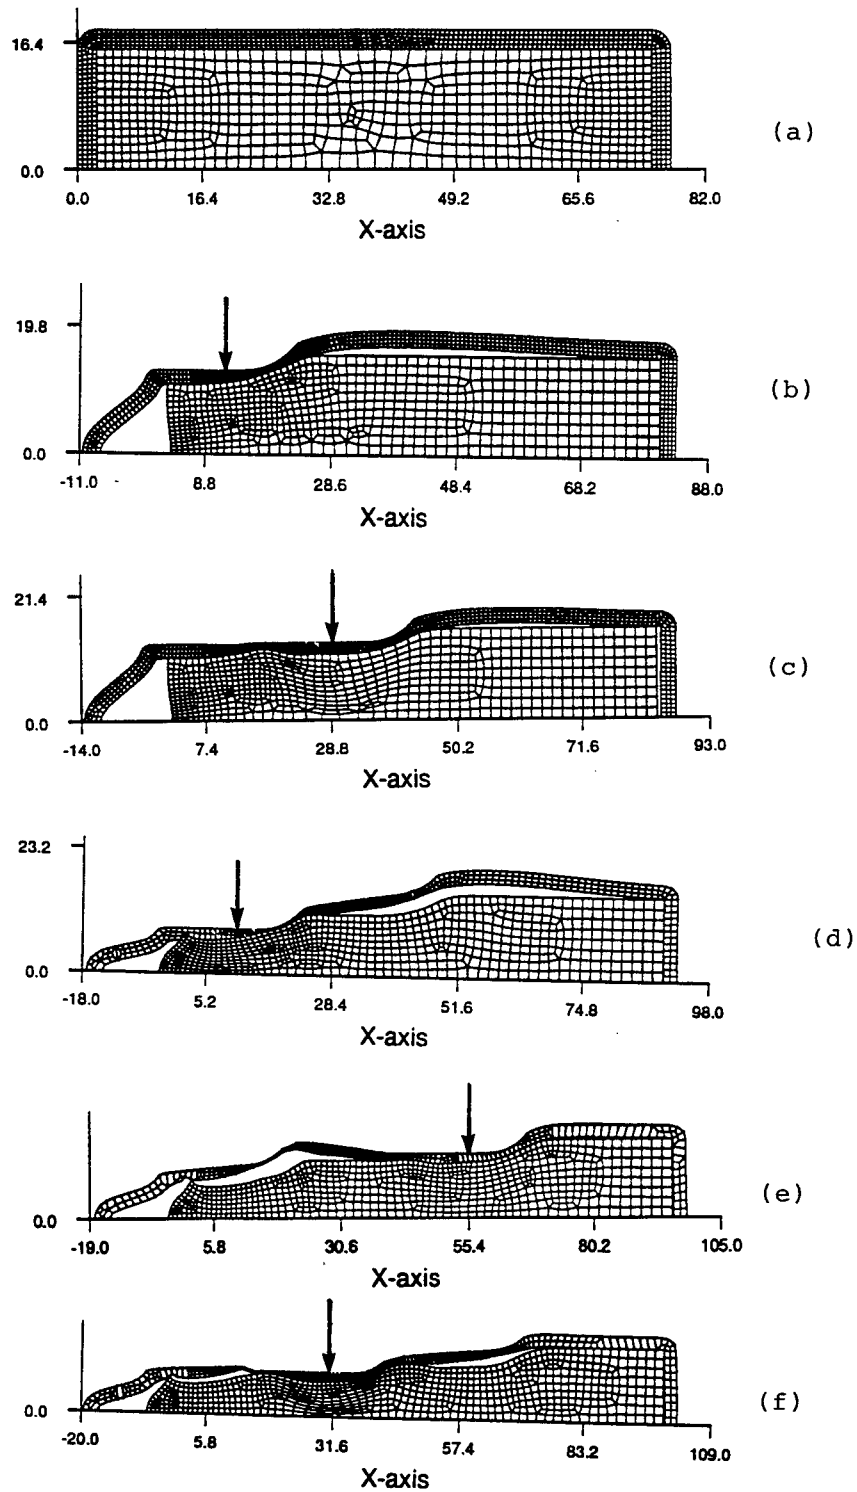 16.4
(a)
0.0
0.0 16.4 32.8 49.2 65.6 82.0
X-axis
19.8
(b)
0.0
-11.0 8.8 28.6 48.4 68.2 88.0
X-axis
21.4
(c)
0.0
-14.0 7.4 28.8 50.2 71.6 93.0
X-axis
23.2
(d)
0.0
-18.0 5.2 28.4 51.6 74.8 98.0
X-axis
(e)
0.0
-19.0 5.8 30.6 55.4 80.2 105.0
X-axis
(f)
0.0
-20.0 5.8 31.6 57.4 83.2 109.0
X-axis